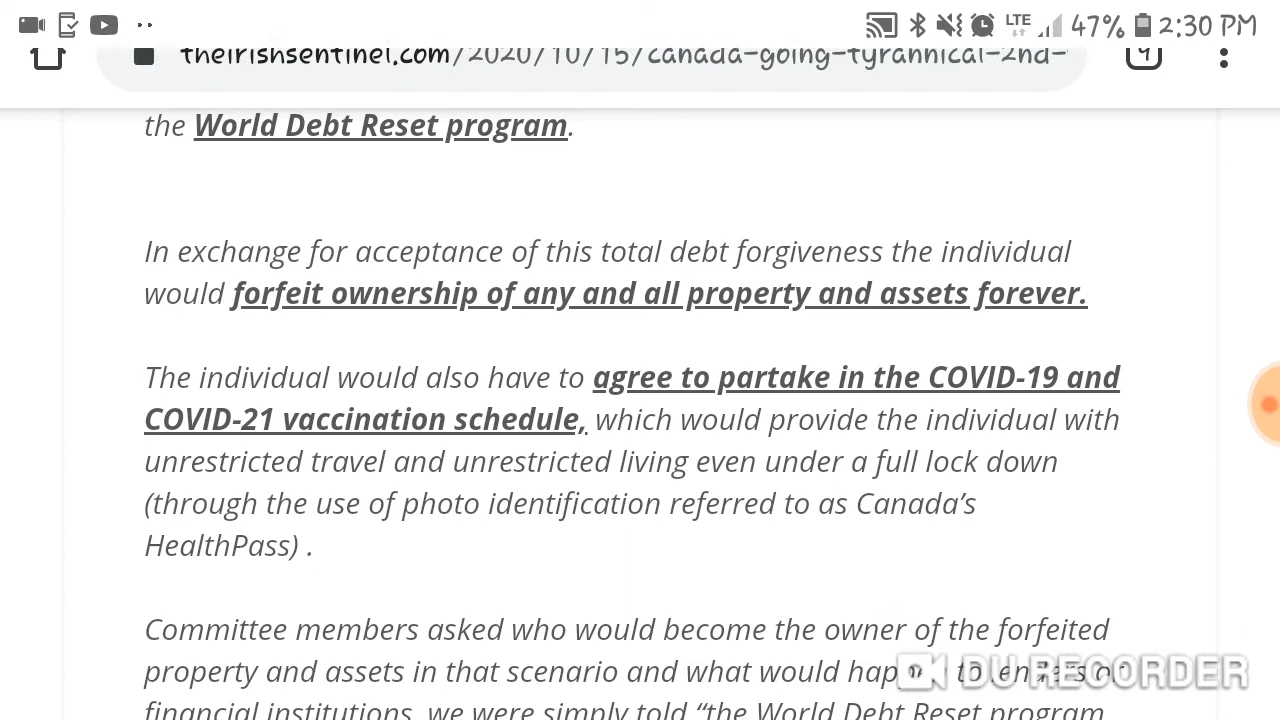 LTE 47% 2:30 PM
theirishsentinel.com/2020/10/15/canada-going-tyrannical-2nd-
the World Debt Reset program.
In exchange for acceptance of this total debt forgiveness the individual
would forfeit ownership of any and all property and assets forever.
The individual would also have to agree to partake in the COVID-19 and
COVID-21 vaccination schedule, which would provide the individual with
unrestricted travel and unrestricted living even under a full lock down
(through the use of photo identification referred to as Canada’s
HealthPass) .
Committee members asked who would become the owner of the forfeited
property and assets in that scenario and what would happen to lenders or
financial institutions, we were simply told “the World Debt Reset program
DU RECORDER